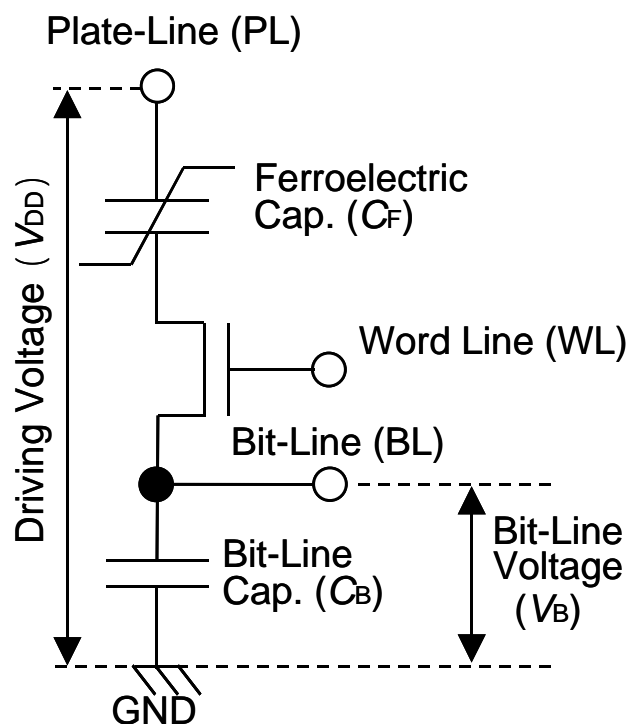 Plate-Line (PL)
Driving Voltage (VDD)
Ferroelectric
Cap. (CF)
Word Line (WL)
Bit-Line (BL)
Bit-Line
Cap. (CB)
Bit-Line
Voltage
(VB)
GND